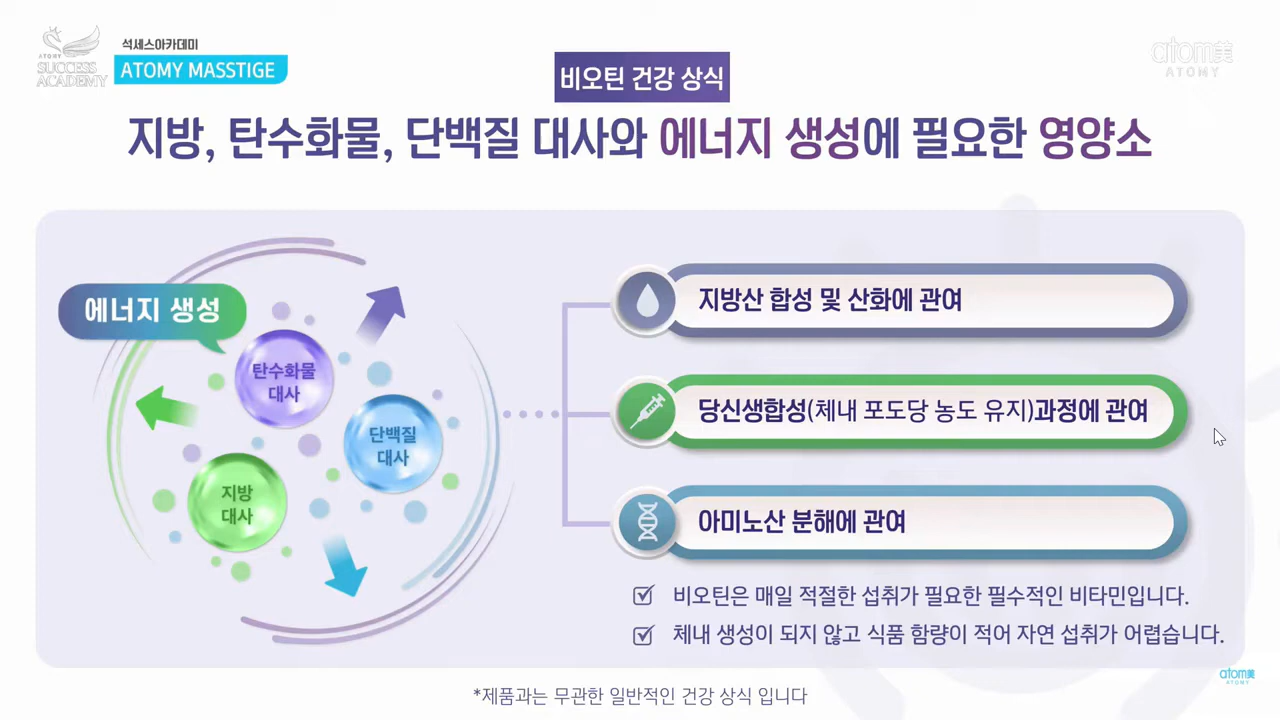 ATOMY
SUCCESS
ACADEMY
석세스아카데미
ATOMY MASSTIGE
atom美
ATOMY
비오틴 건강 상식
지방, 탄수화물, 단백질 대사와 에너지 생성에 필요한 영양소
에너지 생성
탄수화물
대사
단백질
대사
지방
대사
지방산 합성 및 산화에 관여
당신생합성(체내 포도당 농도 유지)과정에 관여
아미노산 분해에 관여
비오틴은 매일 적절한 섭취가 필요한 필수적인 비타민입니다.
체내 생성이 되지 않고 식품 함량이 적어 자연 섭취가 어렵습니다.
atom美
ATOMY
*제품과는 무관한 일반적인 건강 상식 입니다